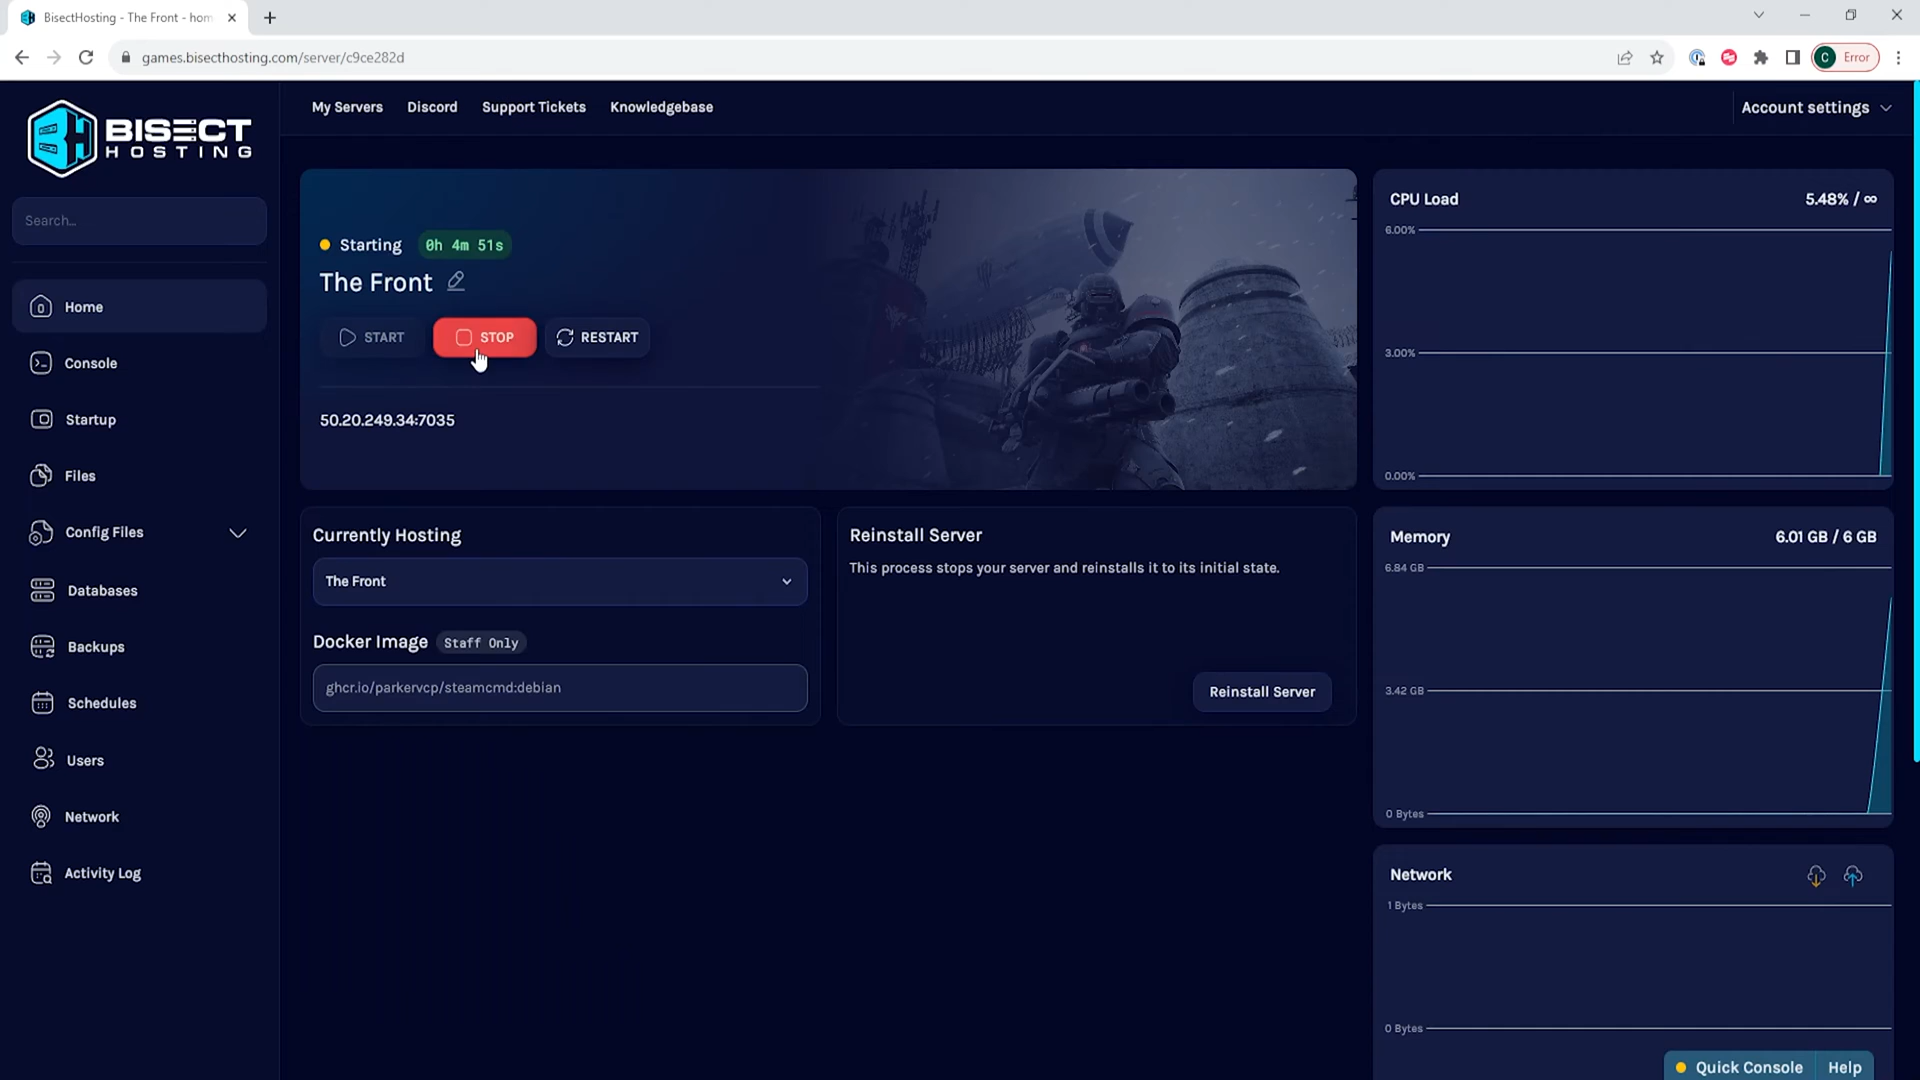 BisectHosting - The Front - hom
games.bisecthosting.com/server/c9ce282d
C
Error
BISECT
HOSTING
My Servers
Discord
Support Tickets
Knowledgebase
Account settings
Search...
Home
Console
Startup
Files
Config Files
Databases
Backups
Schedules
Users
Network
Activity Log
Starting
0h 4m 51s
The Front
START
STOP
RESTART
50.20.249.34:7035
Currently Hosting
The Front
Docker Image
Staff Only
ghcr.io/parkervcp/steamcmd:debian
Reinstall Server
This process stops your server and reinstalls it to its initial state.
Reinstall Server
CPU Load
5.48% / ∞
6.00%
3.00%
0.00%
Memory
6.01 GB / 6 GB
6.84 GB
3.42 GB
0 Bytes
Network
1 Bytes
0 Bytes
Quick Console
Help